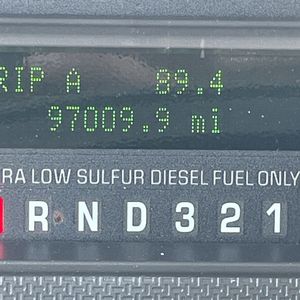 RIP A 89.4
97009.9 mi
RA LOW SULFUR DIESEL FUEL ONLY
R N D 3 2 1